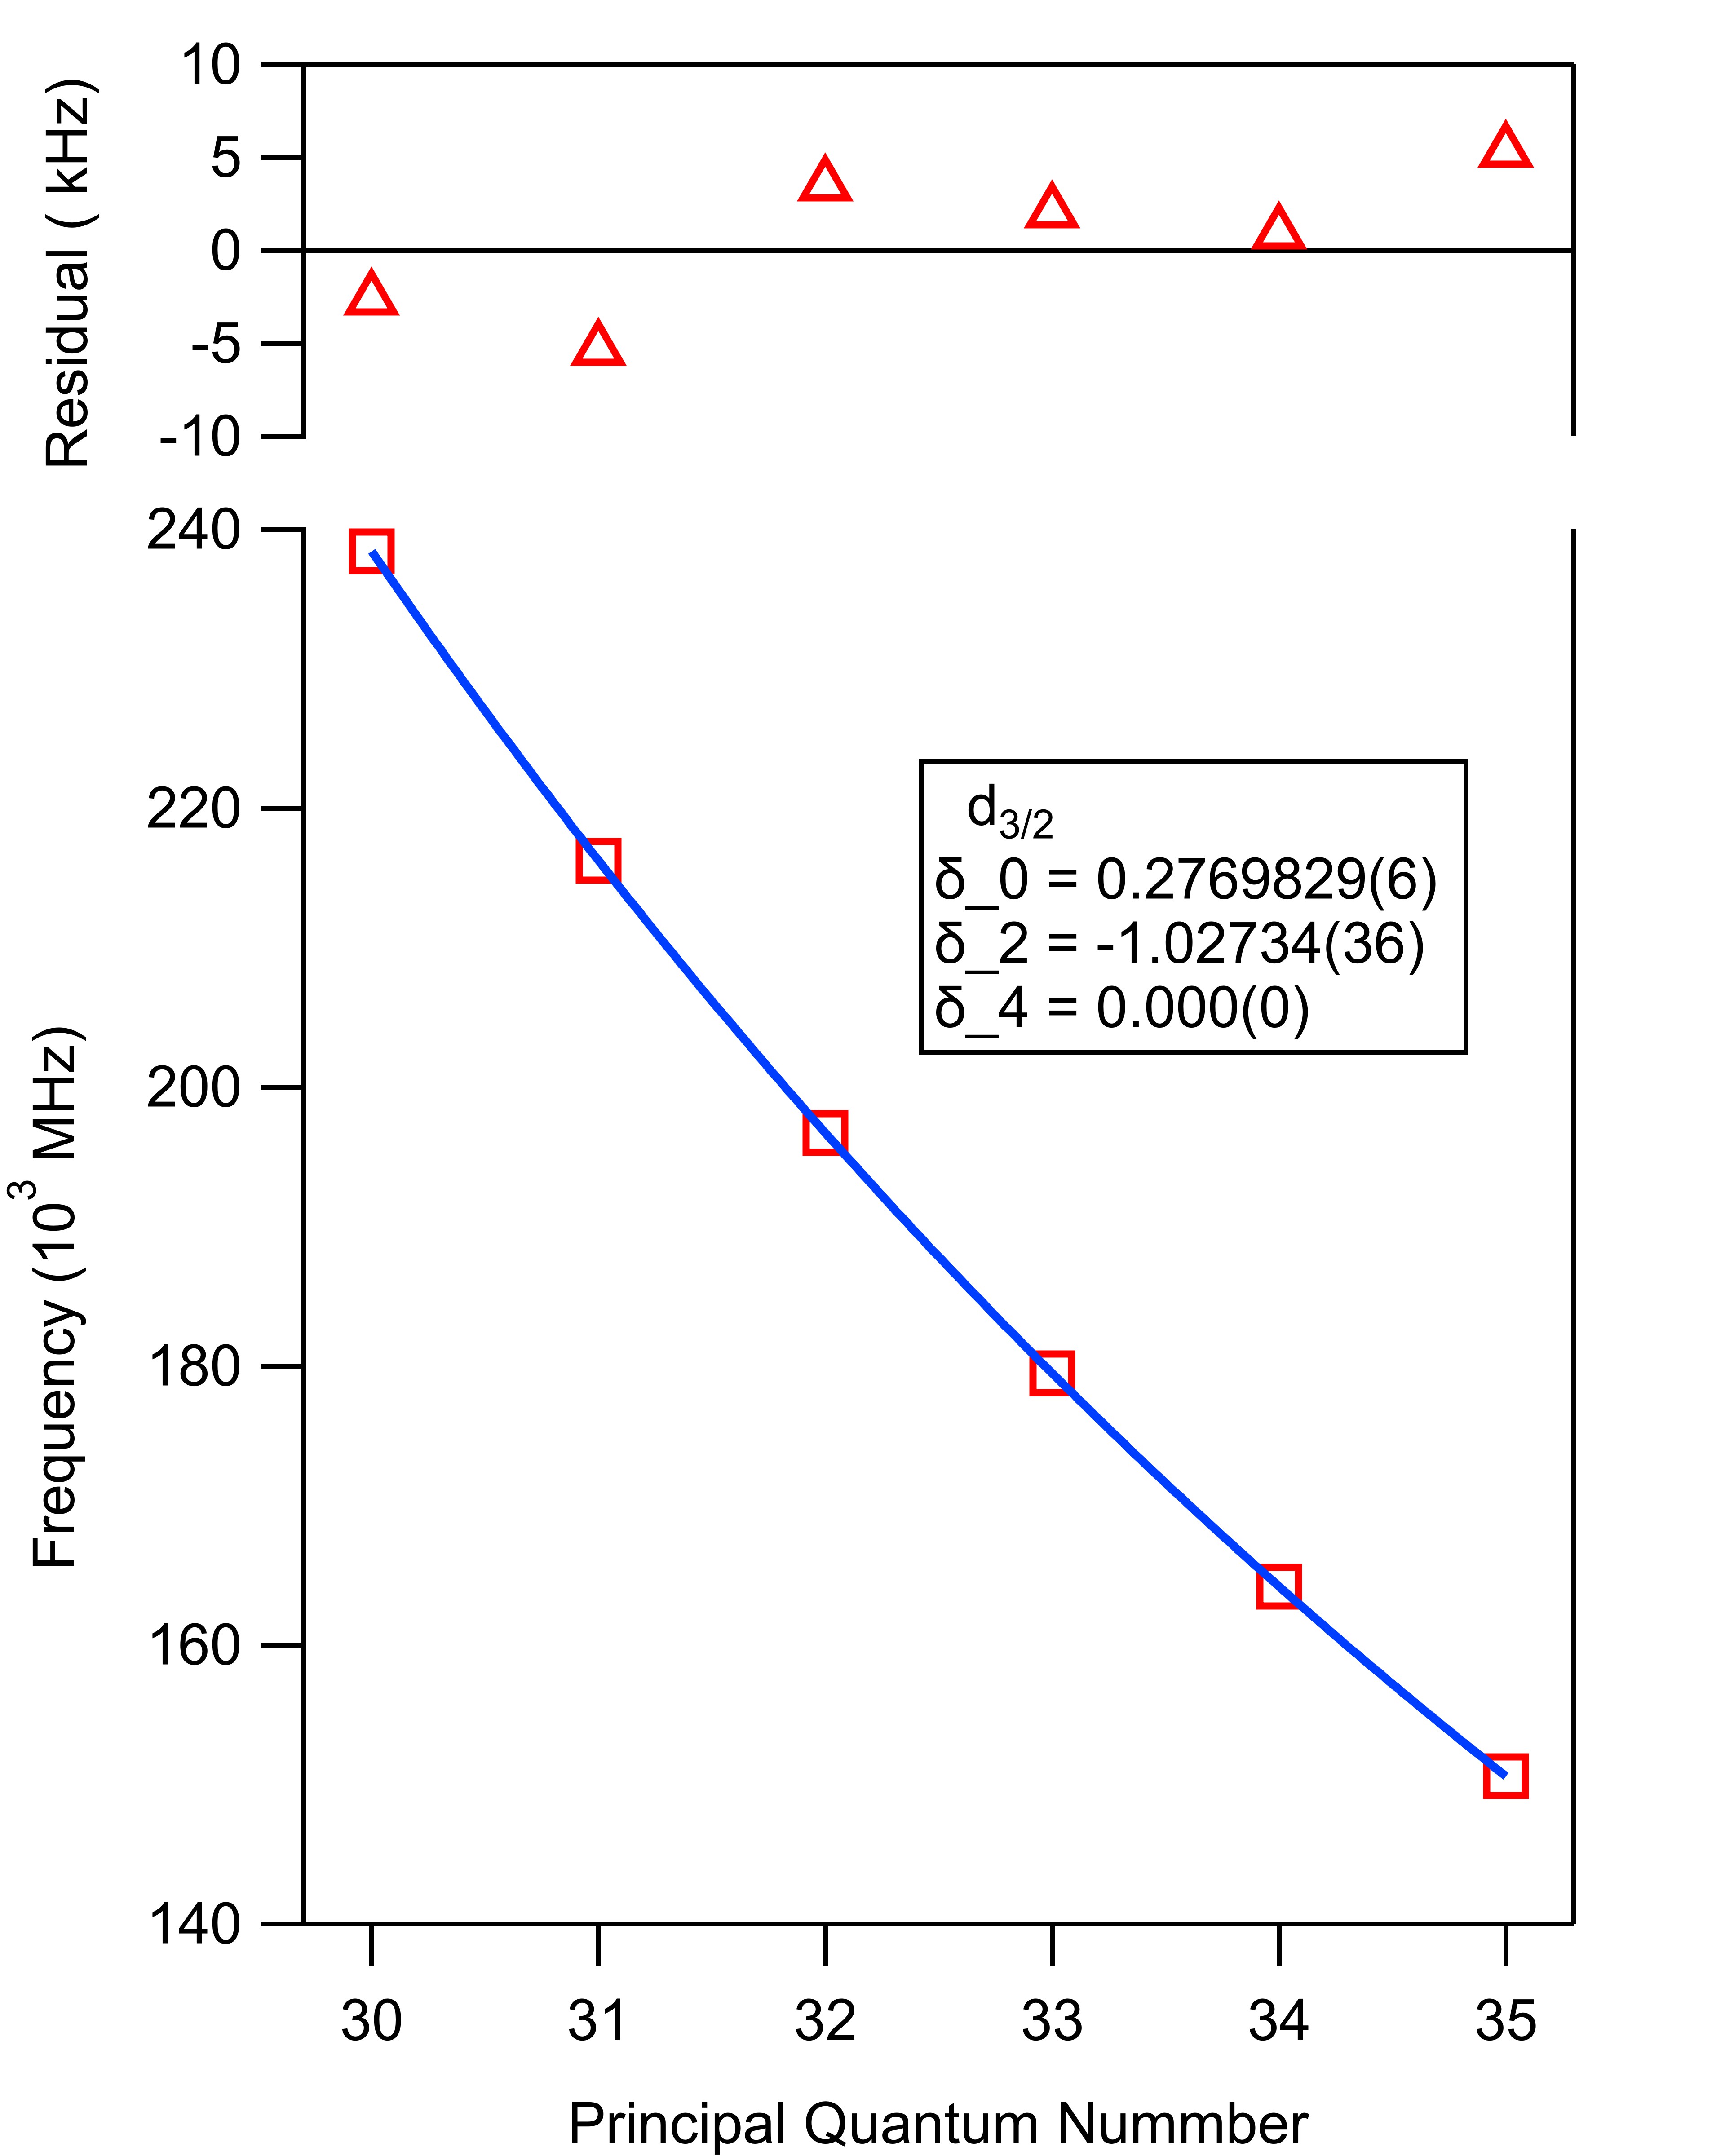 Residual ( kHz)
10
5
0
-5
-10
Frequency (10³ MHz)
240
220
200
180
160
140
d3/2
δ_0 = 0.2769829(6)
δ_2 = -1.02734(36)
δ_4 = 0.000(0)
30 31 32 33 34 35
Principal Quantum Nummber